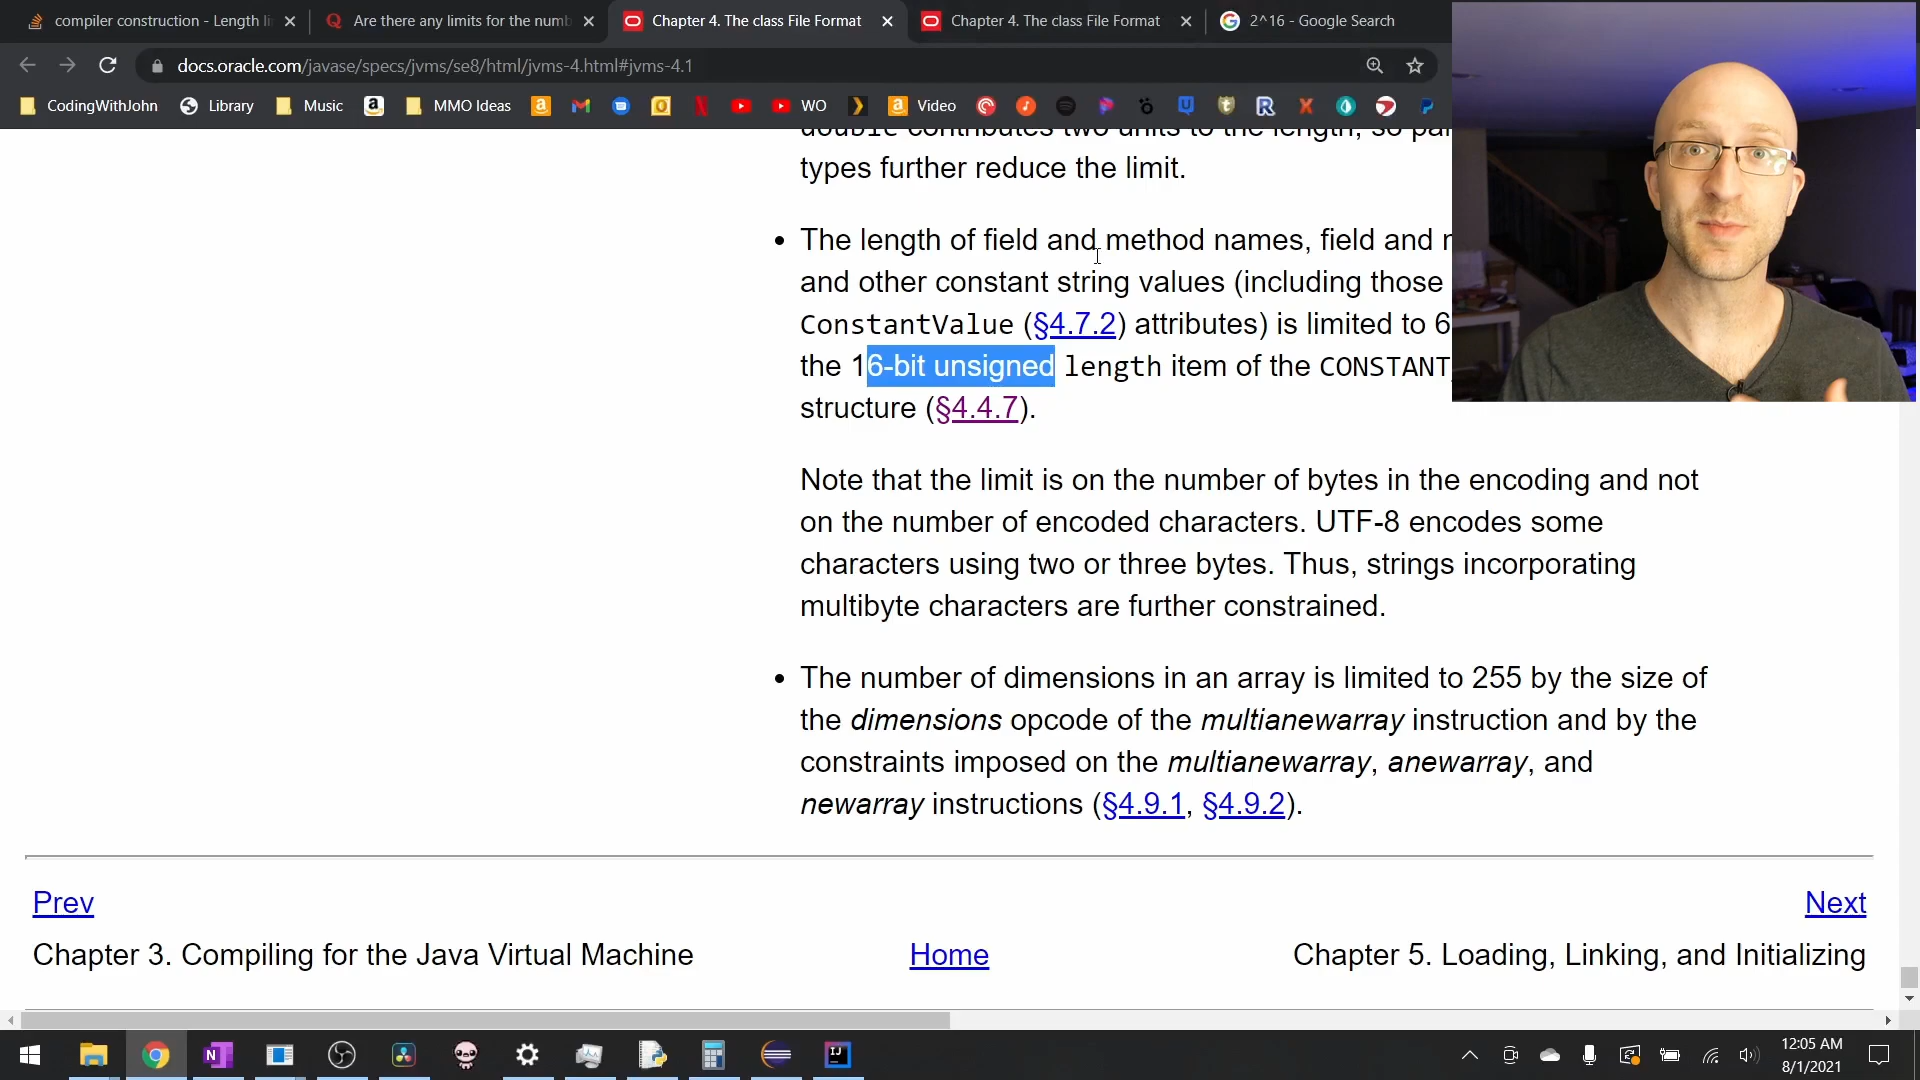 compiler construction - Length li
Are there any limits for the numb
Chapter 4. The class File Format
Chapter 4. The class File Format
2^16 - Google Search
docs.oracle.com/javase/specs/jvms/se8/html/jvms-4.html#jvms-4.1
CodingWithJohn
Library
Music
MMO Ideas
WO
Video
double contributes two units to the length, so
types further reduce the limit.
• The length of field and method names, field and
and other constant string values (including those
ConstantValue (§4.7.2) attributes) is limited to 6
the 16-bit unsigned length item of the CONSTANT_
structure (§4.4.7).
Note that the limit is on the number of bytes in the encoding and not
on the number of encoded characters. UTF-8 encodes some
characters using two or three bytes. Thus, strings incorporating
multibyte characters are further constrained.
• The number of dimensions in an array is limited to 255 by the size of
the dimensions opcode of the multianewarray instruction and by the
constraints imposed on the multianewarray, anewarray, and
newarray instructions (§4.9.1, §4.9.2).
Prev
Next
Chapter 3. Compiling for the Java Virtual Machine
Home
Chapter 5. Loading, Linking, and Initializing
12:05 AM
8/1/2021